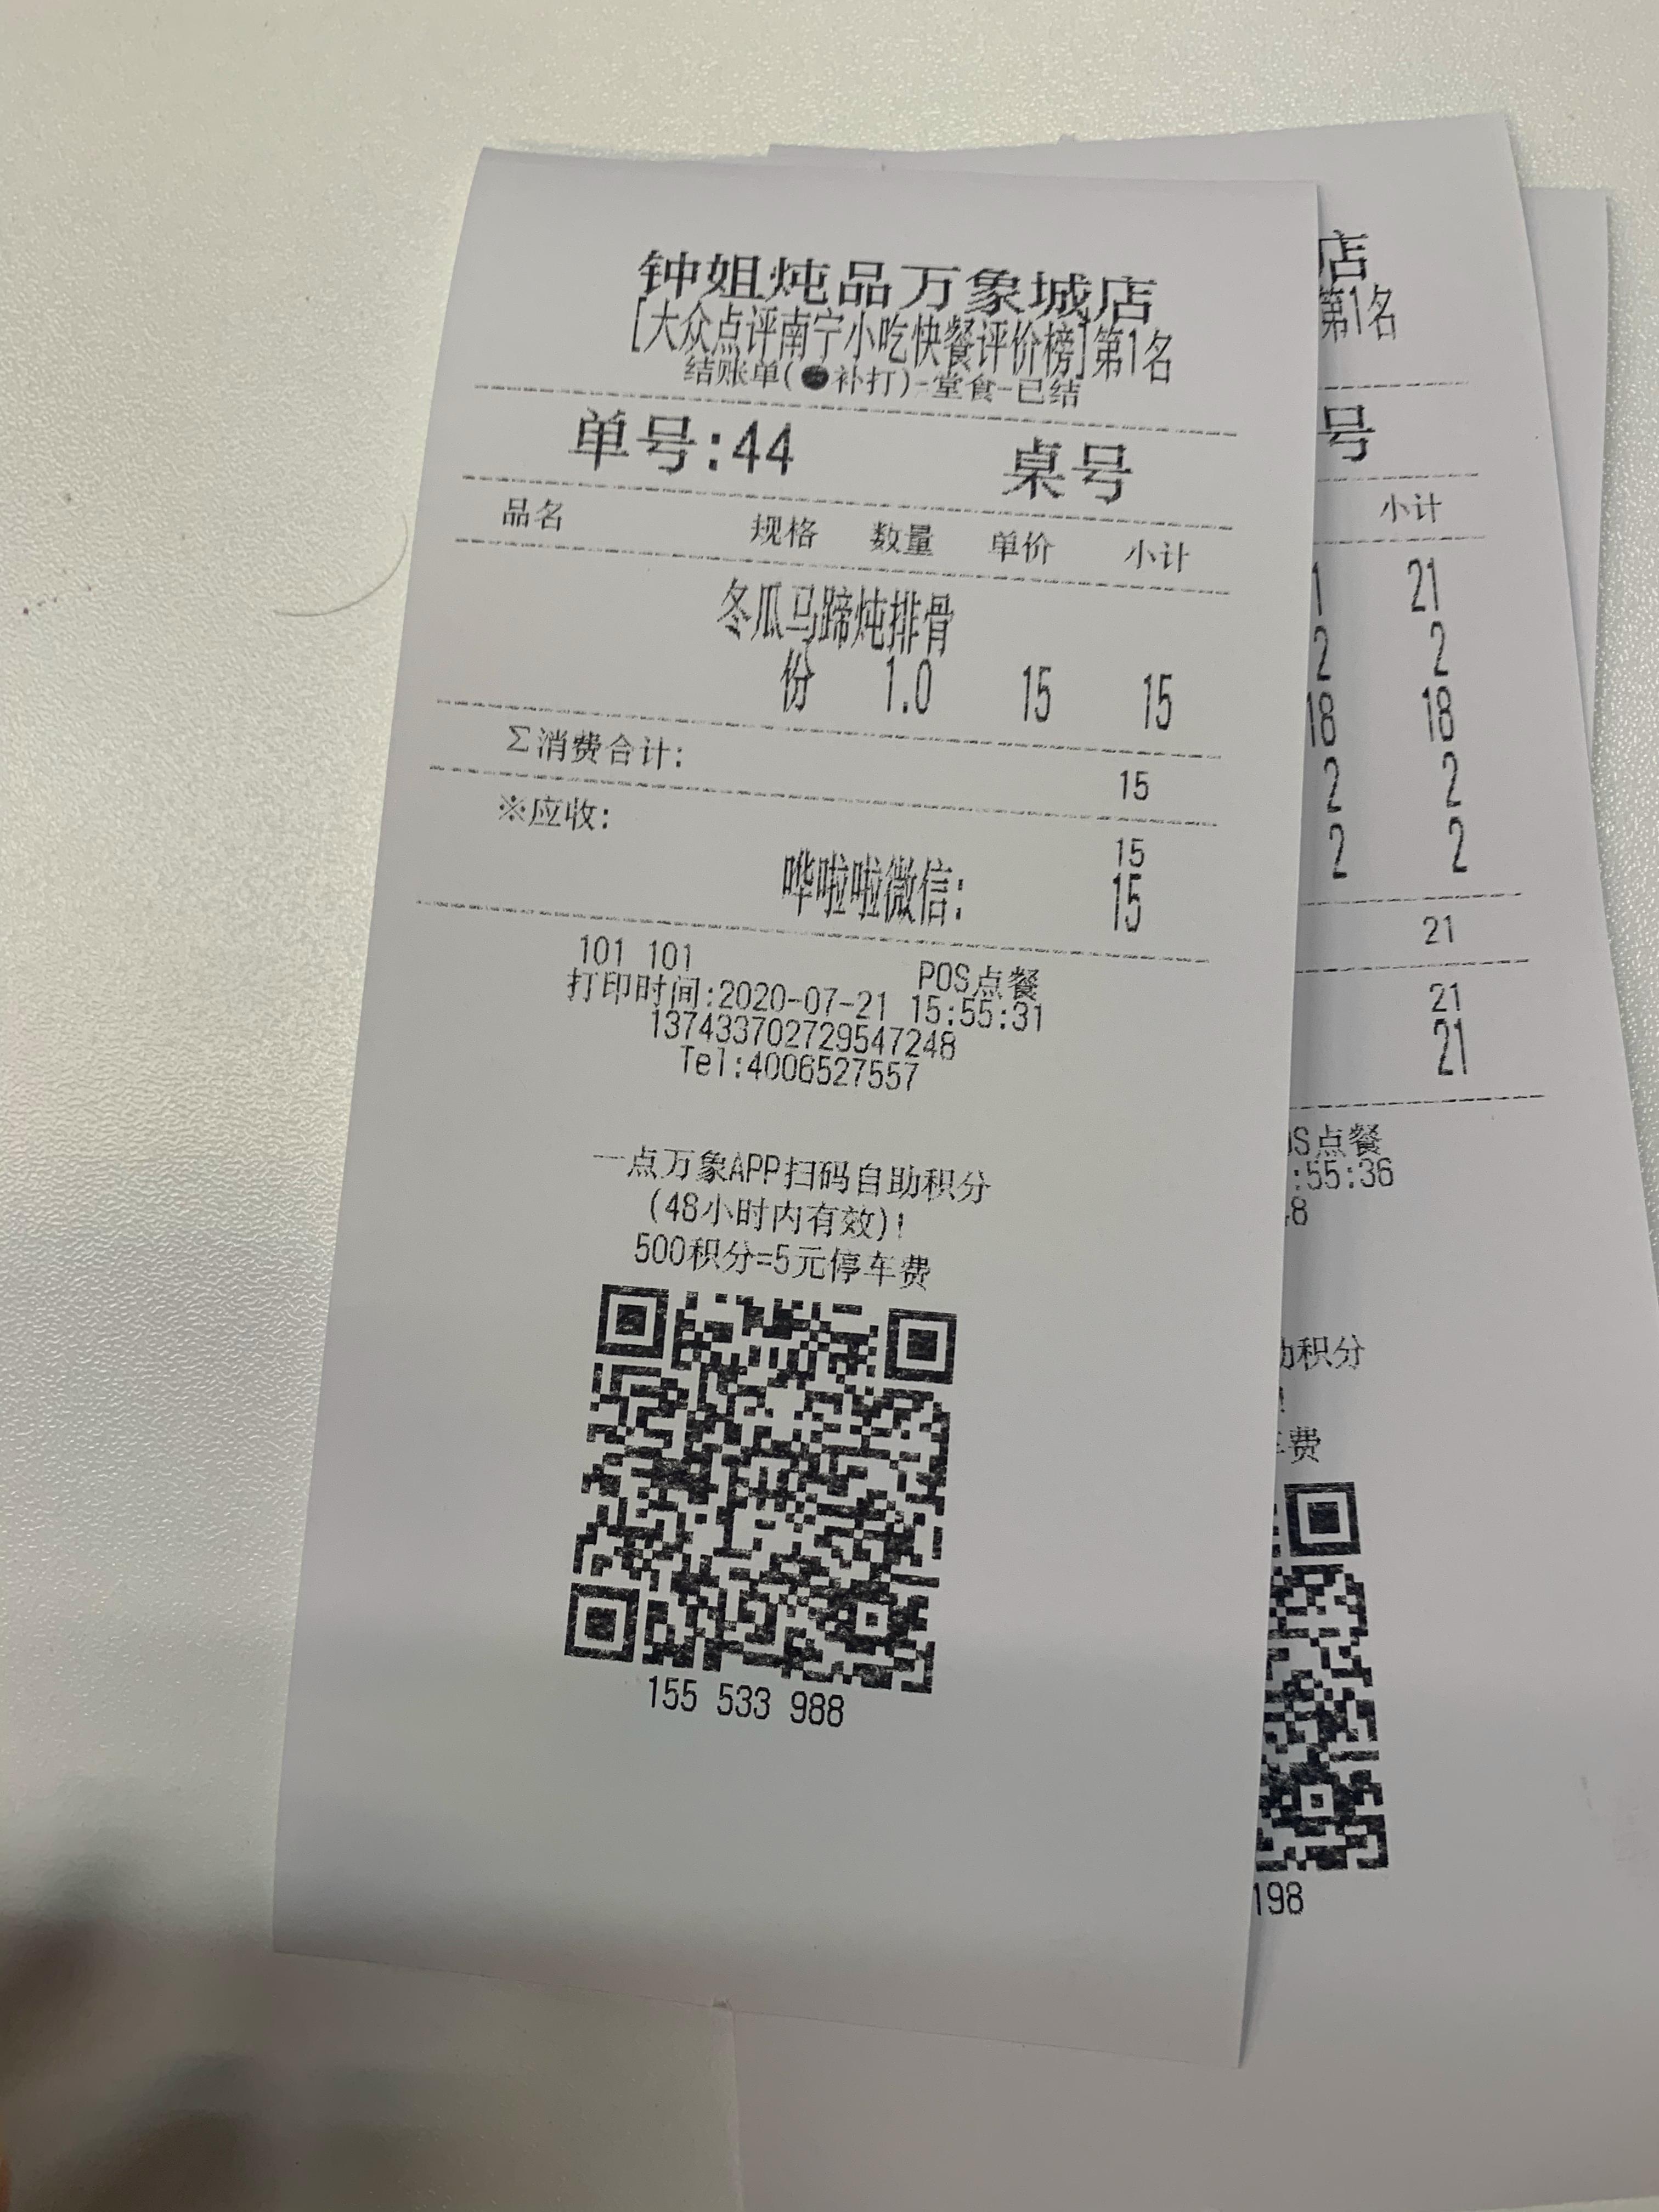 钟姐炖品万象城店
[大众点评南宁小吃快餐评价榜]第1名
结账单(补打)-堂食-已结
单号:44 桌号
品名 规格 数量 单价 小计
冬瓜马蹄炖排骨
份 1.0 15 15
Σ消费合计:
15
※应收:
15
哗啦啦微信: 15
101 101 POS点餐
打印时间:2020-07-21 15:55:31
137433702729547248
Tel:4006527557
一点万象APP扫码自助积分
(48小时内有效)!
500积分=5元停车费
155 533 988
店
第1名
号
小计
1 21
2 2
18 18
2 2
2 2
21
21
21
点餐
:55:36
8
积分
费
198